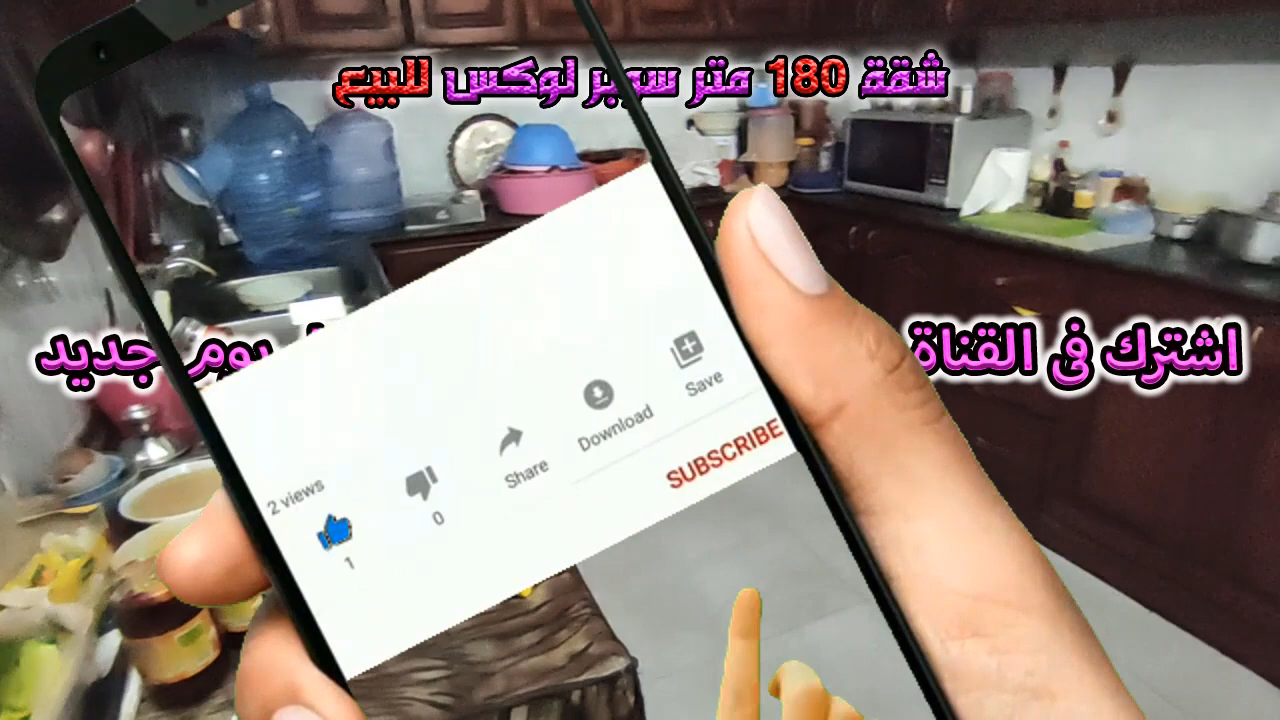 شقة 180 متر سوبر لوكس للبيع
اشترك فى القناة
يوم جديد
Save
Download
Share
SUBSCRIBE
2 views
0
1